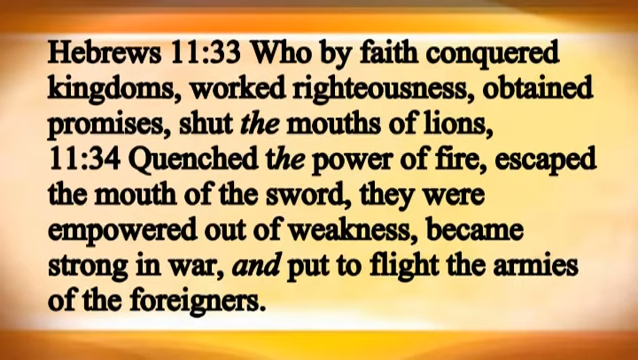 Hebrews 11:33 Who by faith conquered
kingdoms, worked righteousness, obtained
promises, shut the mouths of lions,
11:34 Quenched the power of fire, escaped
the mouth of the sword, they were
empowered out of weakness, became
strong in war, and put to flight the armies
of the foreigners.